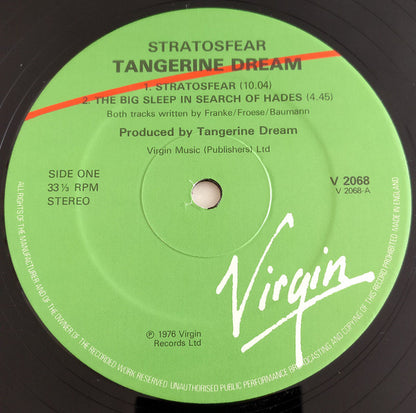 STRATOSFEAR
TANGERINE DREAM
1. STRATOSFEAR (10.04)
2. THE BIG SLEEP IN SEARCH OF HADES (4.45)
Both tracks written by Franke/Froese/Baumann
Produced by Tangerine Dream
Virgin Music (Publishers) Ltd
SIDE ONE
33⅓ RPM
STEREO
V 2068
V 2068-A
Virgin
℗ 1976 Virgin
Records Ltd
ALL RIGHTS OF THE MANUFACTURER AND OF THE OWNER OF THE RECORDED WORK RESERVED UNAUTHORISED PUBLIC PERFORMANCE BROADCASTING AND COPYING OF THIS RECORD PROHIBITED MADE IN ENGLAND